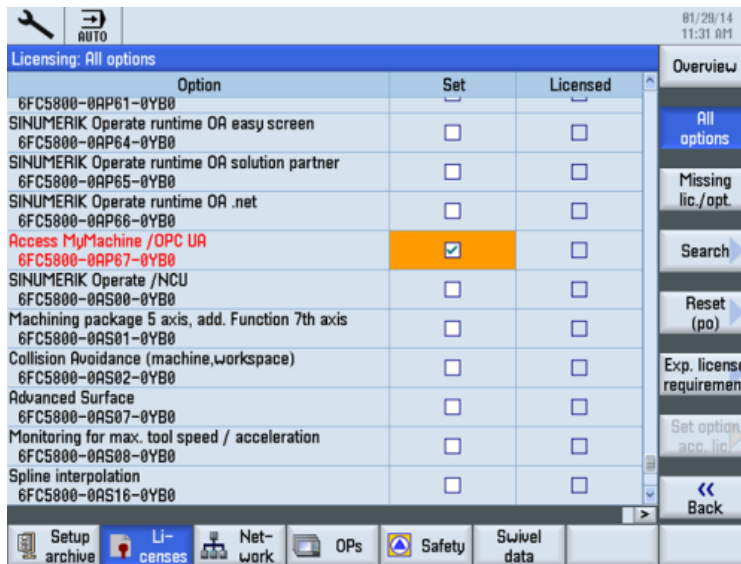 AUTO
01/29/14
11:31 AM
Licensing: All options
Option Set Licensed
6FC5800-0AP61-0YB0
SINUMERIK Operate runtime OA easy screen
6FC5800-0AP64-0YB0
SINUMERIK Operate runtime OA solution partner
6FC5800-0AP65-0YB0
SINUMERIK Operate runtime OA .net
6FC5800-0AP66-0YB0
Access MyMachine /OPC UA
6FC5800-0AP67-0YB0
SINUMERIK Operate /NCU
6FC5800-0AS00-0YB0
Machining package 5 axis, add. Function 7th axis
6FC5800-0AS01-0YB0
Collision Avoidance (machine,workspace)
6FC5800-0AS02-0YB0
Advanced Surface
6FC5800-0AS07-0YB0
Monitoring for max. tool speed / acceleration
6FC5800-0AS08-0YB0
Spline interpolation
6FC5800-0AS16-0YB0
Overview
All
options
Missing
lic./opt.
Search
Reset
(po)
Exp. license
requiremen
Set option
acc. lic.
Back
Setup
archive
Li-
censes
Net-
work
OPs
Safety
Swivel
data